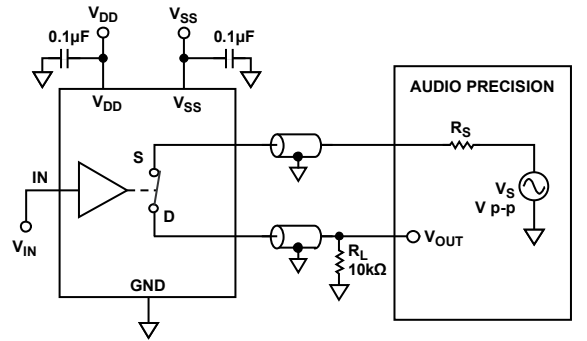 VDD
VSS
0.1µF
0.1µF
VDD
VSS
AUDIO PRECISION
RS
S
IN
VS
V p-p
D
VIN
VOUT
RL
10kΩ
GND